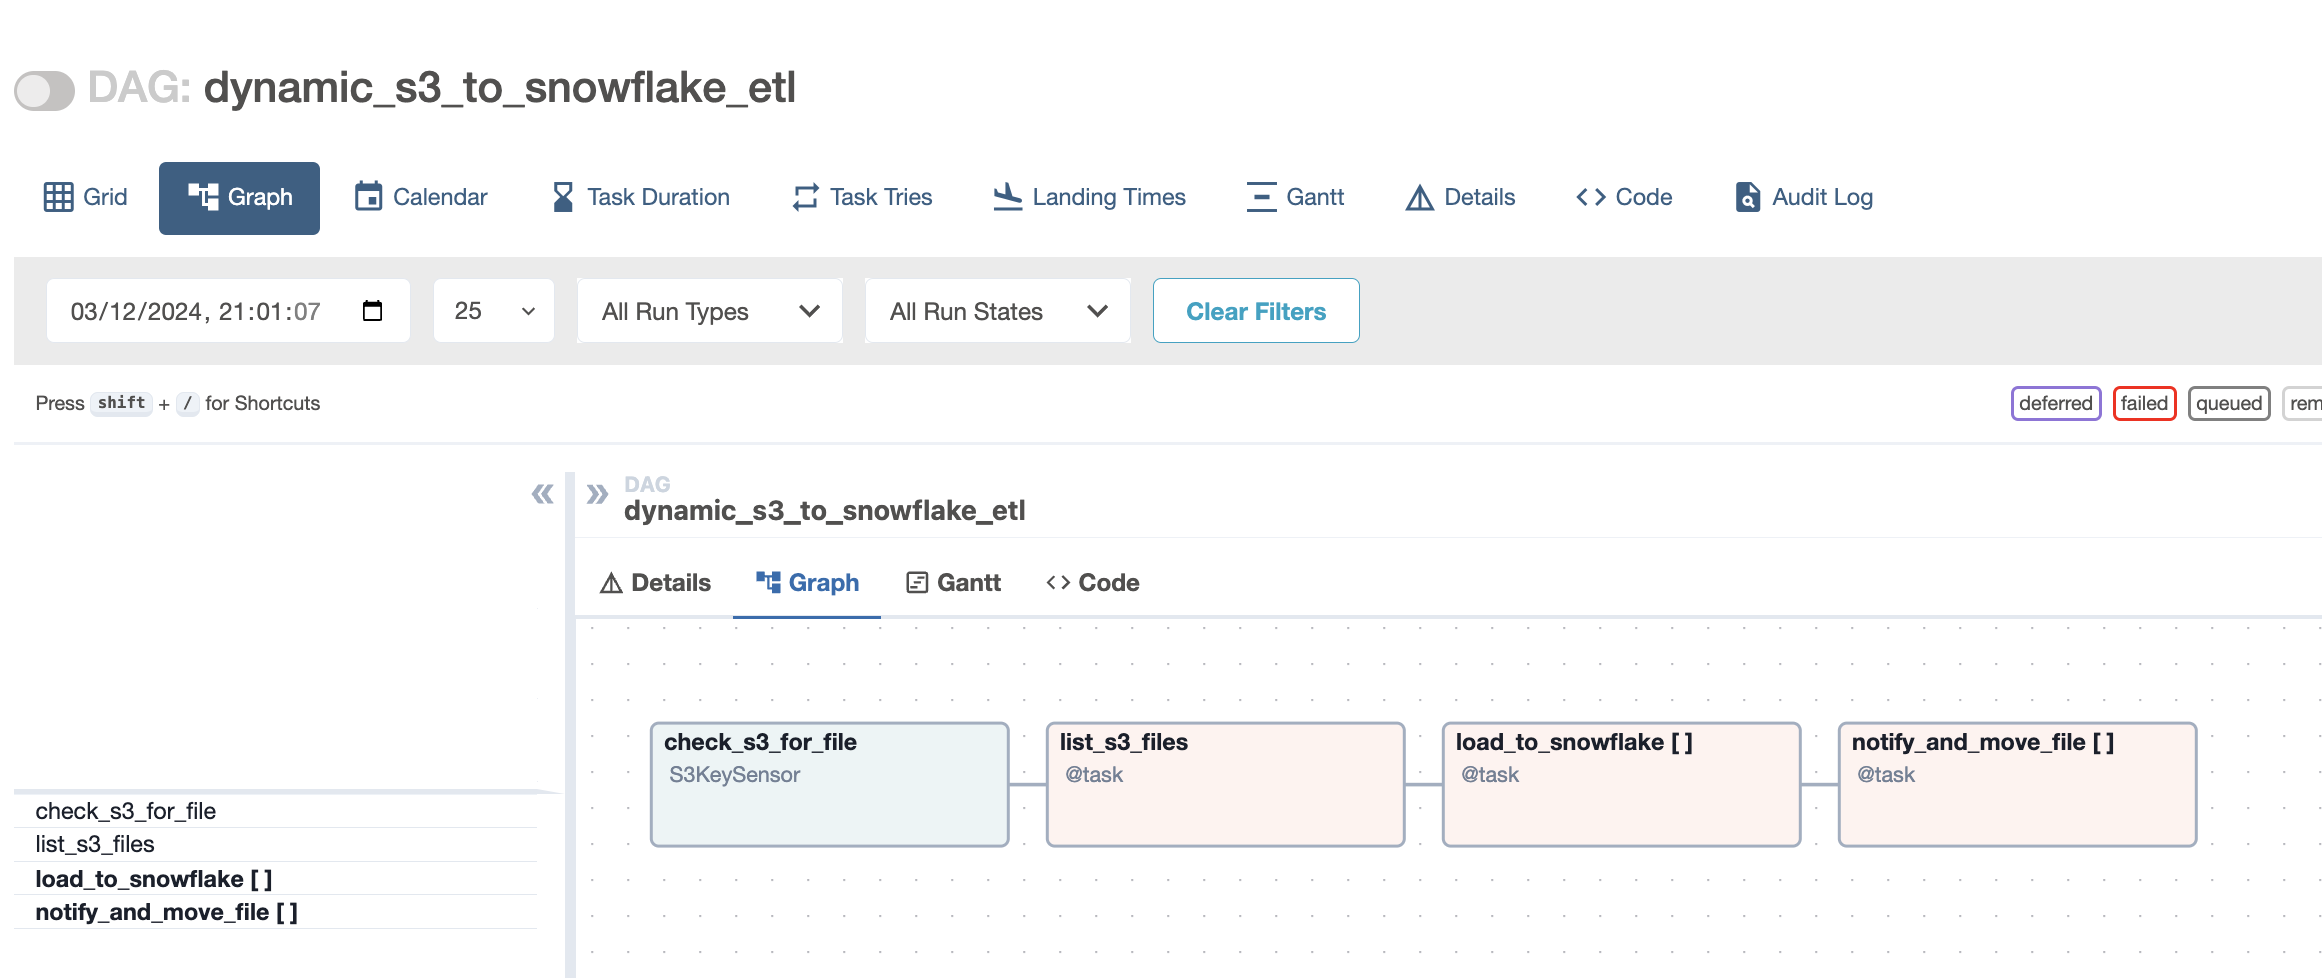 DAG: dynamic_s3_to_snowflake_etl
Grid Graph Calendar Task Duration Task Tries Landing Times Gantt Details Code Audit Log
03/12/2024, 21:01:07 25 All Run Types All Run States Clear Filters
Press shift + / for Shortcuts
deferred failed queued rem
DAG
dynamic_s3_to_snowflake_etl
Details Graph Gantt Code
check_s3_for_file
S3KeySensor
list_s3_files
@task
load_to_snowflake [ ]
@task
notify_and_move_file [ ]
@task
check_s3_for_file
list_s3_files
load_to_snowflake [ ]
notify_and_move_file [ ]